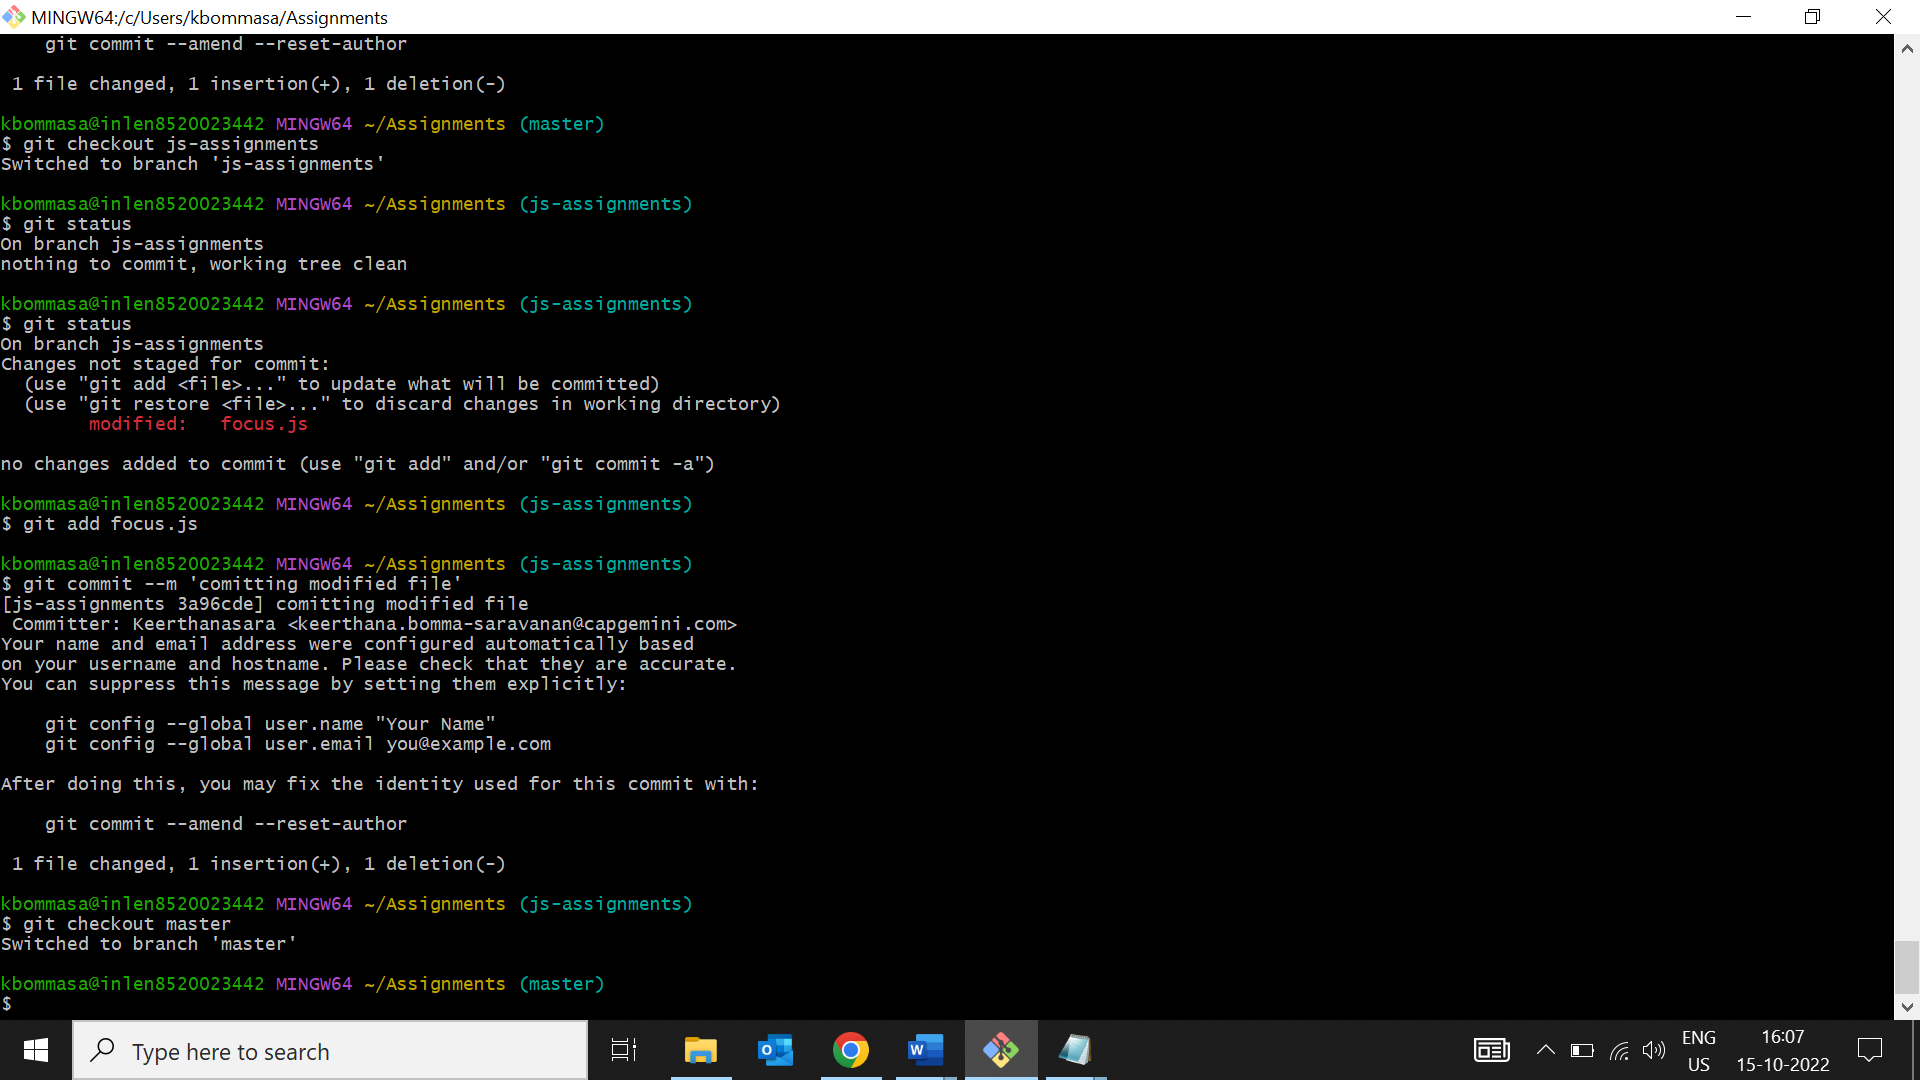 MINGW64:/c/Users/kbommasa/Assignments
    git commit --amend --reset-author
 1 file changed, 1 insertion(+), 1 deletion(-)
kbommasa@inlen8520023442 MINGW64 ~/Assignments (master)
$ git checkout js-assignments
Switched to branch 'js-assignments'
kbommasa@inlen8520023442 MINGW64 ~/Assignments (js-assignments)
$ git status
On branch js-assignments
nothing to commit, working tree clean
kbommasa@inlen8520023442 MINGW64 ~/Assignments (js-assignments)
$ git status
On branch js-assignments
Changes not staged for commit:
  (use "git add <file>..." to update what will be committed)
  (use "git restore <file>..." to discard changes in working directory)
        modified:   focus.js
no changes added to commit (use "git add" and/or "git commit -a")
kbommasa@inlen8520023442 MINGW64 ~/Assignments (js-assignments)
$ git add focus.js
kbommasa@inlen8520023442 MINGW64 ~/Assignments (js-assignments)
$ git commit --m 'comitting modified file'
[js-assignments 3a96cde] comitting modified file
 Committer: Keerthanasara <keerthana.bomma-saravanan@capgemini.com>
Your name and email address were configured automatically based
on your username and hostname. Please check that they are accurate.
You can suppress this message by setting them explicitly:
    git config --global user.name "Your Name"
    git config --global user.email you@example.com
After doing this, you may fix the identity used for this commit with:
    git commit --amend --reset-author
 1 file changed, 1 insertion(+), 1 deletion(-)
kbommasa@inlen8520023442 MINGW64 ~/Assignments (js-assignments)
$ git checkout master
Switched to branch 'master'
kbommasa@inlen8520023442 MINGW64 ~/Assignments (master)
$
Type here to search
ENG
US
16:07
15-10-2022